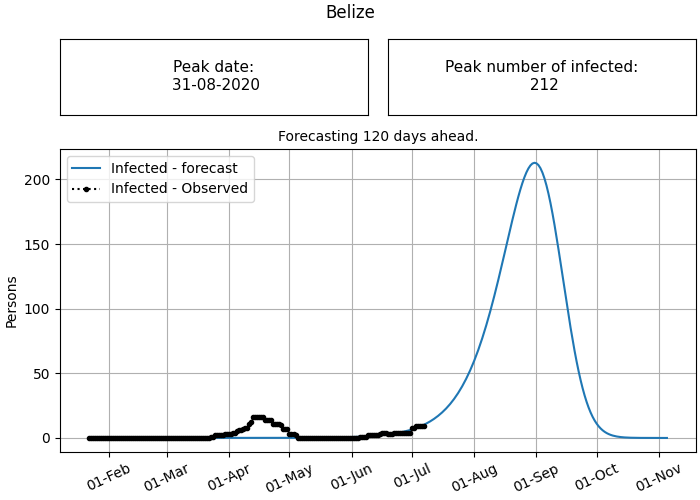 Belize
Peak date:
31-08-2020
Peak number of infected:
212
Forecasting 120 days ahead.
Infected - forecast
Infected - Observed
Persons
200
150
100
50
0
01-Feb
01-Mar
01-Apr
01-May
01-Jun
01-Jul
01-Aug
01-Sep
01-Oct
01-Nov